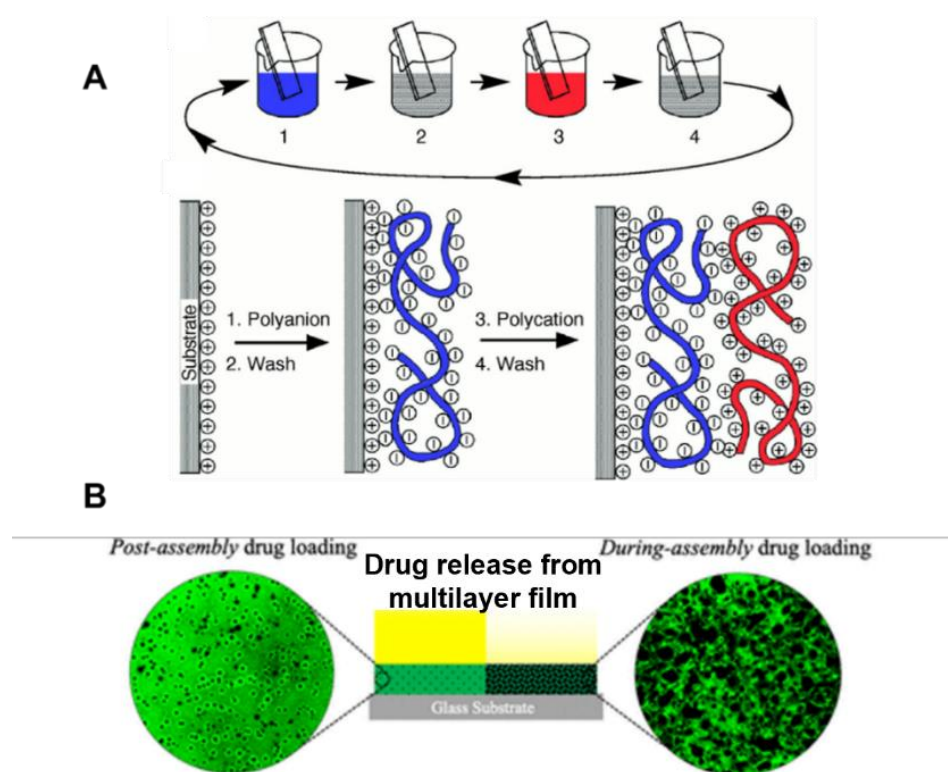 A
1
2
3
4
Substrate
1. Polyanion
2. Wash
3. Polycation
4. Wash
B
Post-assembly drug loading
During-assembly drug loading
Drug release from
multilayer film
Glass Substrate